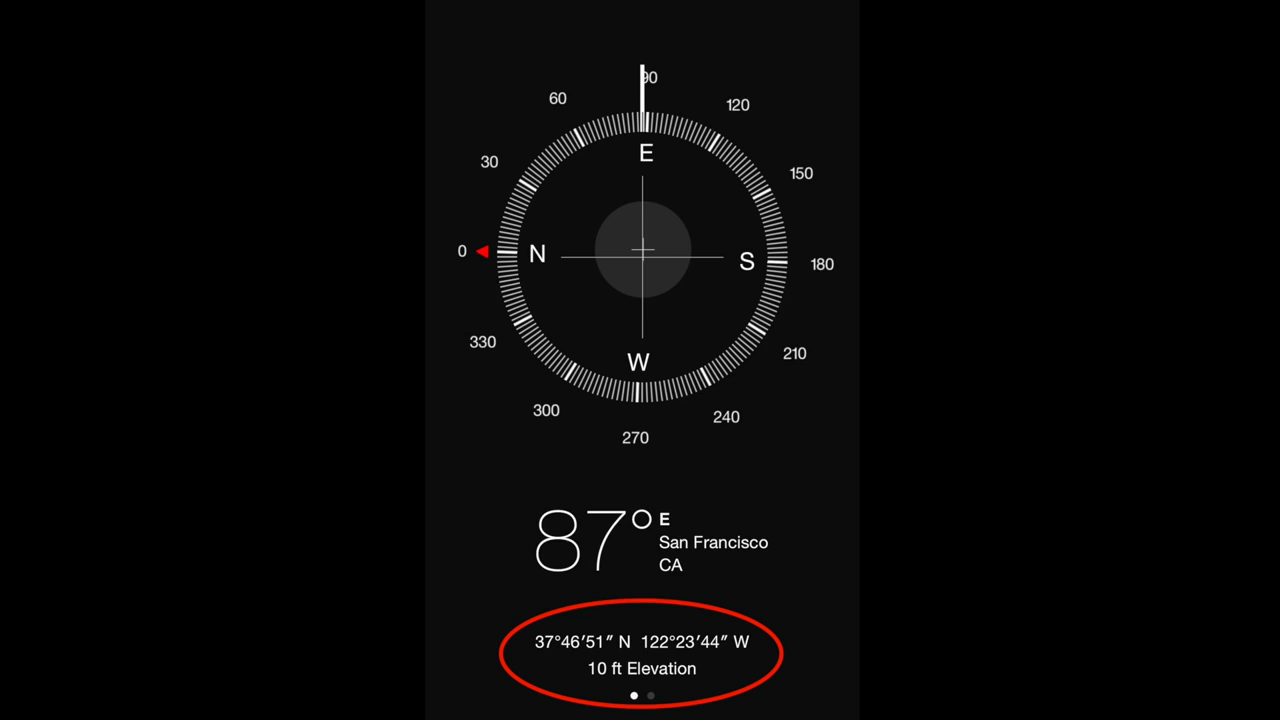 90
60
120
30
E
150
0
N
S
180
330
W
210
300
240
270
87° E
San Francisco
CA
37°46′51″ N 122°23′44″ W
10 ft Elevation